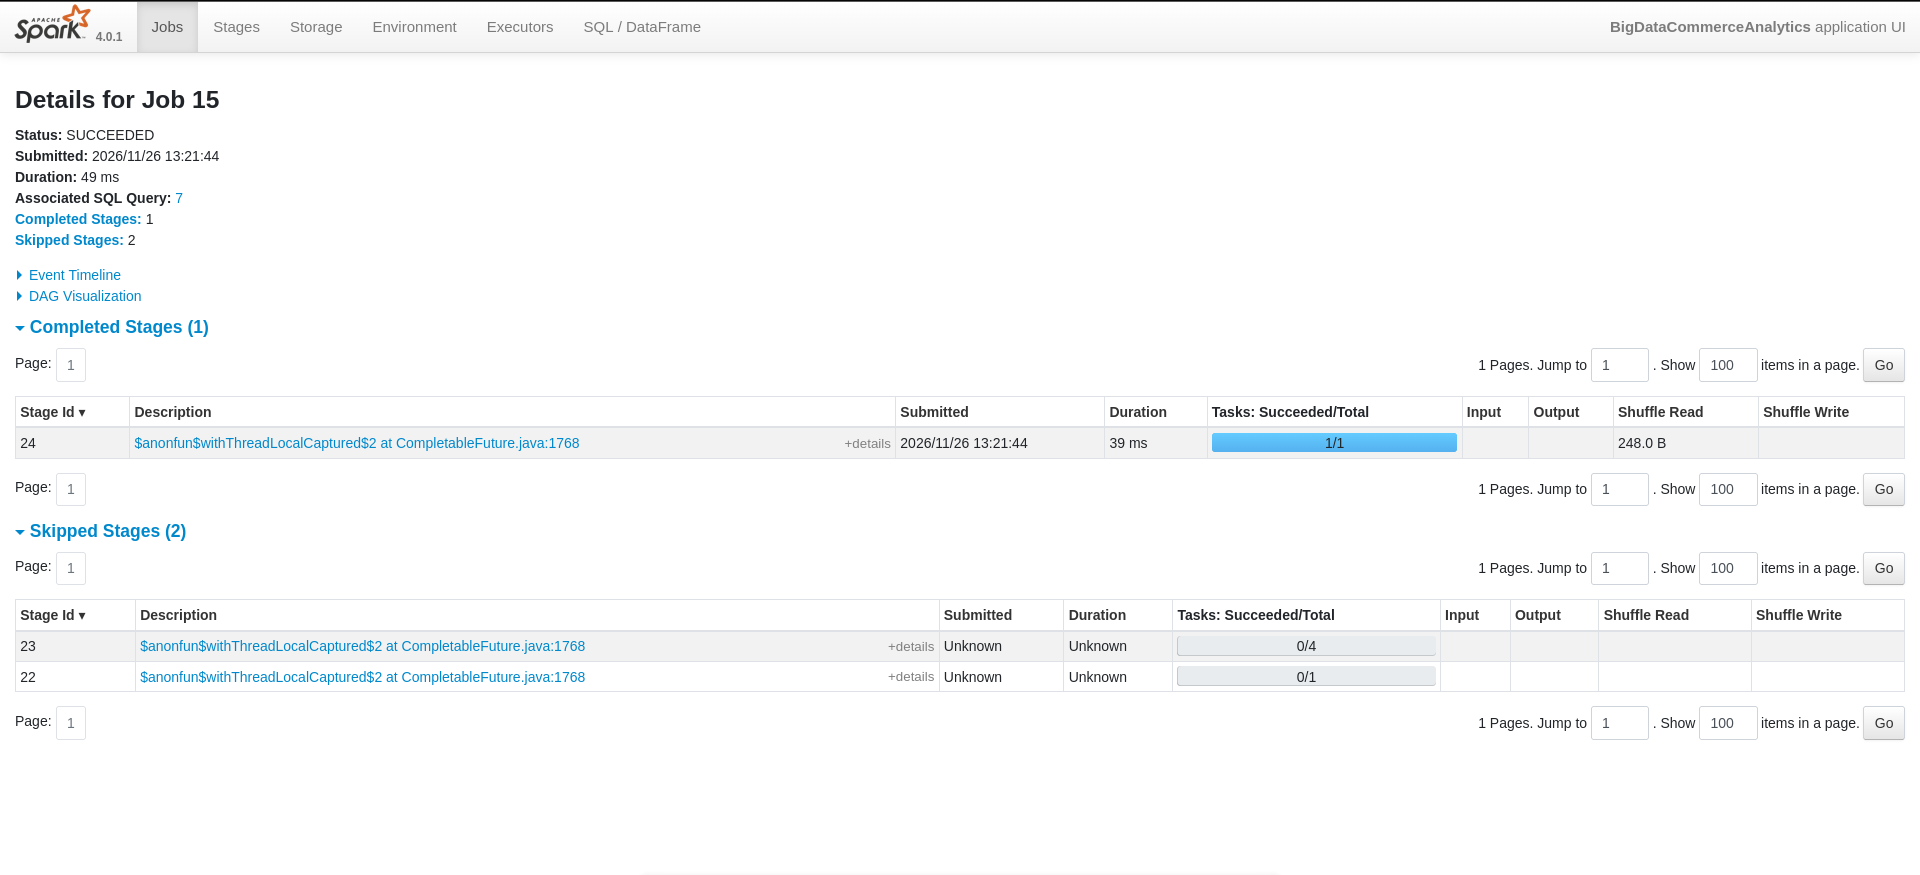 APACHE Spark 4.0.1 Jobs Stages Storage Environment Executors SQL / DataFrame BigDataCommerceAnalytics application UI
Details for Job 15
Status: SUCCEEDED
Submitted: 2026/11/26 13:21:44
Duration: 49 ms
Associated SQL Query: 7
Completed Stages: 1
Skipped Stages: 2
Event Timeline
DAG Visualization
Completed Stages (1)
Page: 1 1 Pages. Jump to 1 . Show 100 items in a page. Go
Stage Id ▾ Description Submitted Duration Tasks: Succeeded/Total Input Output Shuffle Read Shuffle Write
24 $anonfun$withThreadLocalCaptured$2 at CompletableFuture.java:1768 +details 2026/11/26 13:21:44 39 ms 1/1 248.0 B
Page: 1 1 Pages. Jump to 1 . Show 100 items in a page. Go
Skipped Stages (2)
Page: 1 1 Pages. Jump to 1 . Show 100 items in a page. Go
Stage Id ▾ Description Submitted Duration Tasks: Succeeded/Total Input Output Shuffle Read Shuffle Write
23 $anonfun$withThreadLocalCaptured$2 at CompletableFuture.java:1768 +details Unknown Unknown 0/4
22 $anonfun$withThreadLocalCaptured$2 at CompletableFuture.java:1768 +details Unknown Unknown 0/1
Page: 1 1 Pages. Jump to 1 . Show 100 items in a page. Go